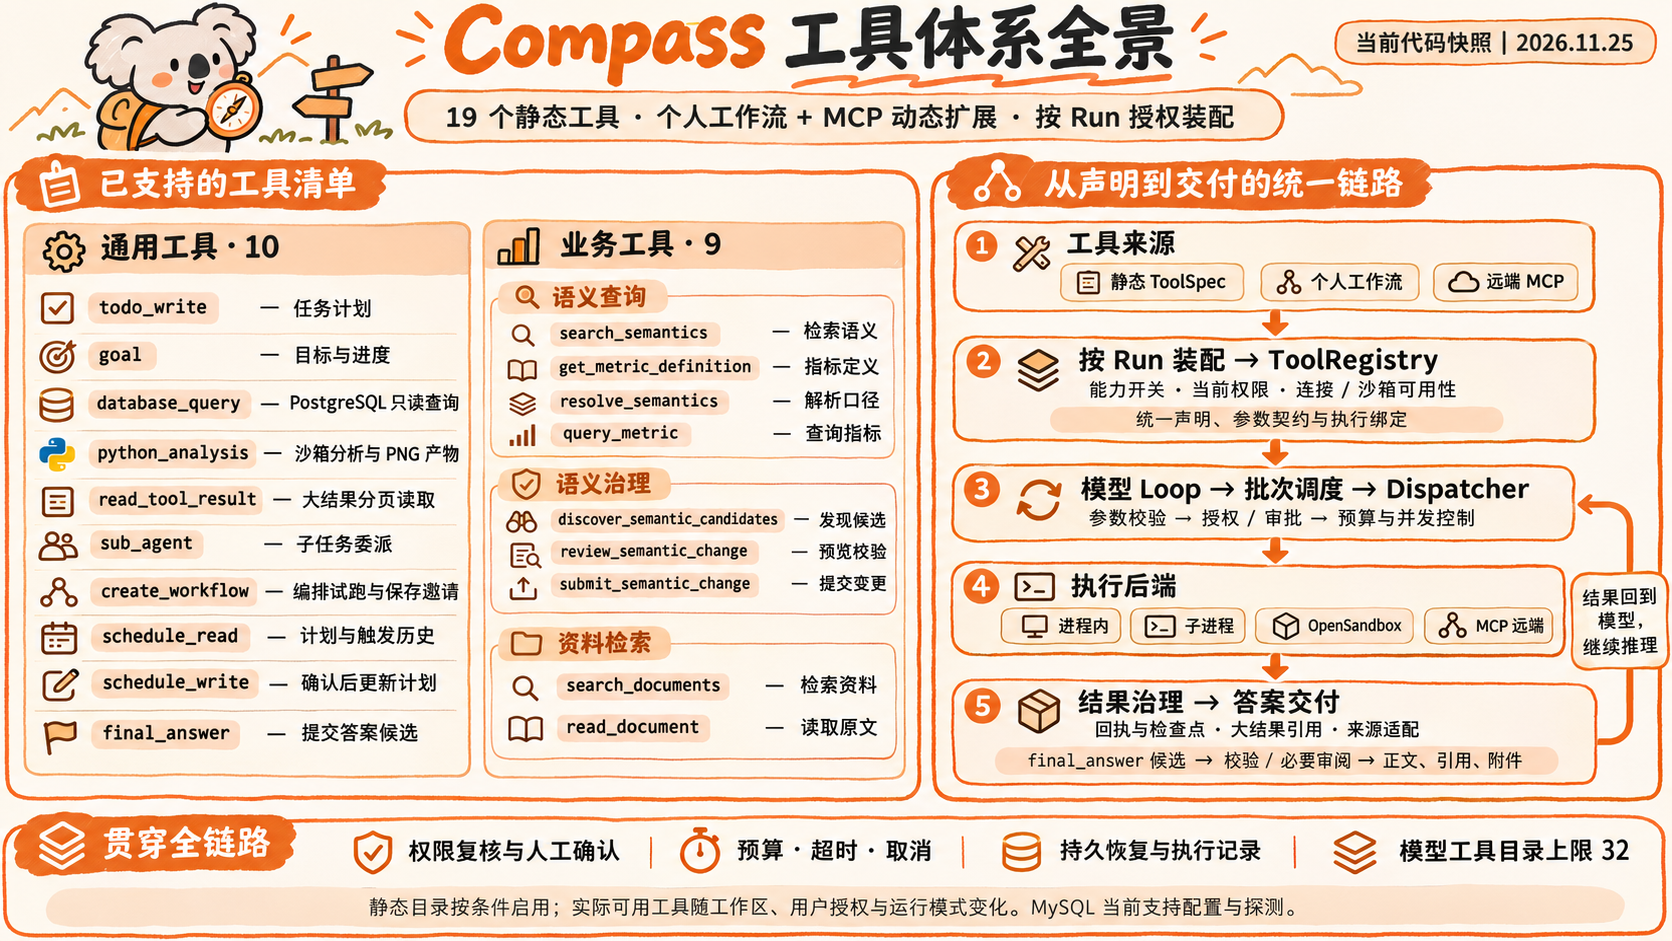 Compass 工具体系全景
当前代码快照 | 2026.11.25
19 个静态工具 · 个人工作流 + MCP 动态扩展 · 按 Run 授权装配
已支持的工具清单
通用工具 · 10
todo_write — 任务计划
goal — 目标与进度
database_query — PostgreSQL 只读查询
python_analysis — 沙箱分析与 PNG 产物
read_tool_result — 大结果分页读取
sub_agent — 子任务委派
create_workflow — 编排试跑与保存邀请
schedule_read — 计划与触发历史
schedule_write — 确认后更新计划
final_answer — 提交答案候选
业务工具 · 9
语义查询
search_semantics — 检索语义
get_metric_definition — 指标定义
resolve_semantics — 解析口径
query_metric — 查询指标
语义治理
discover_semantic_candidates — 发现候选
review_semantic_change — 预览校验
submit_semantic_change — 提交变更
资料检索
search_documents — 检索资料
read_document — 读取原文
从声明到交付的统一链路
1 工具来源
静态 ToolSpec
个人工作流
远端 MCP
2 按 Run 装配 → ToolRegistry
能力开关 · 当前权限 · 连接 / 沙箱可用性
统一声明、参数契约与执行绑定
3 模型 Loop → 批次调度 → Dispatcher
参数校验 → 授权 / 审批 → 预算与并发控制
4 执行后端
进程内
子进程
OpenSandbox
MCP 远端
5 结果治理 → 答案交付
回执与检查点 · 大结果引用 · 来源适配
final_answer 候选 → 校验 / 必要审阅 → 正文、引用、附件
结果回到
模型，
继续推理
贯穿全链路
权限复核与人工确认
预算 · 超时 · 取消
持久恢复与执行记录
模型工具目录上限 32
静态目录按条件启用；实际可用工具随工作区、用户授权与运行模式变化。MySQL 当前支持配置与探测。